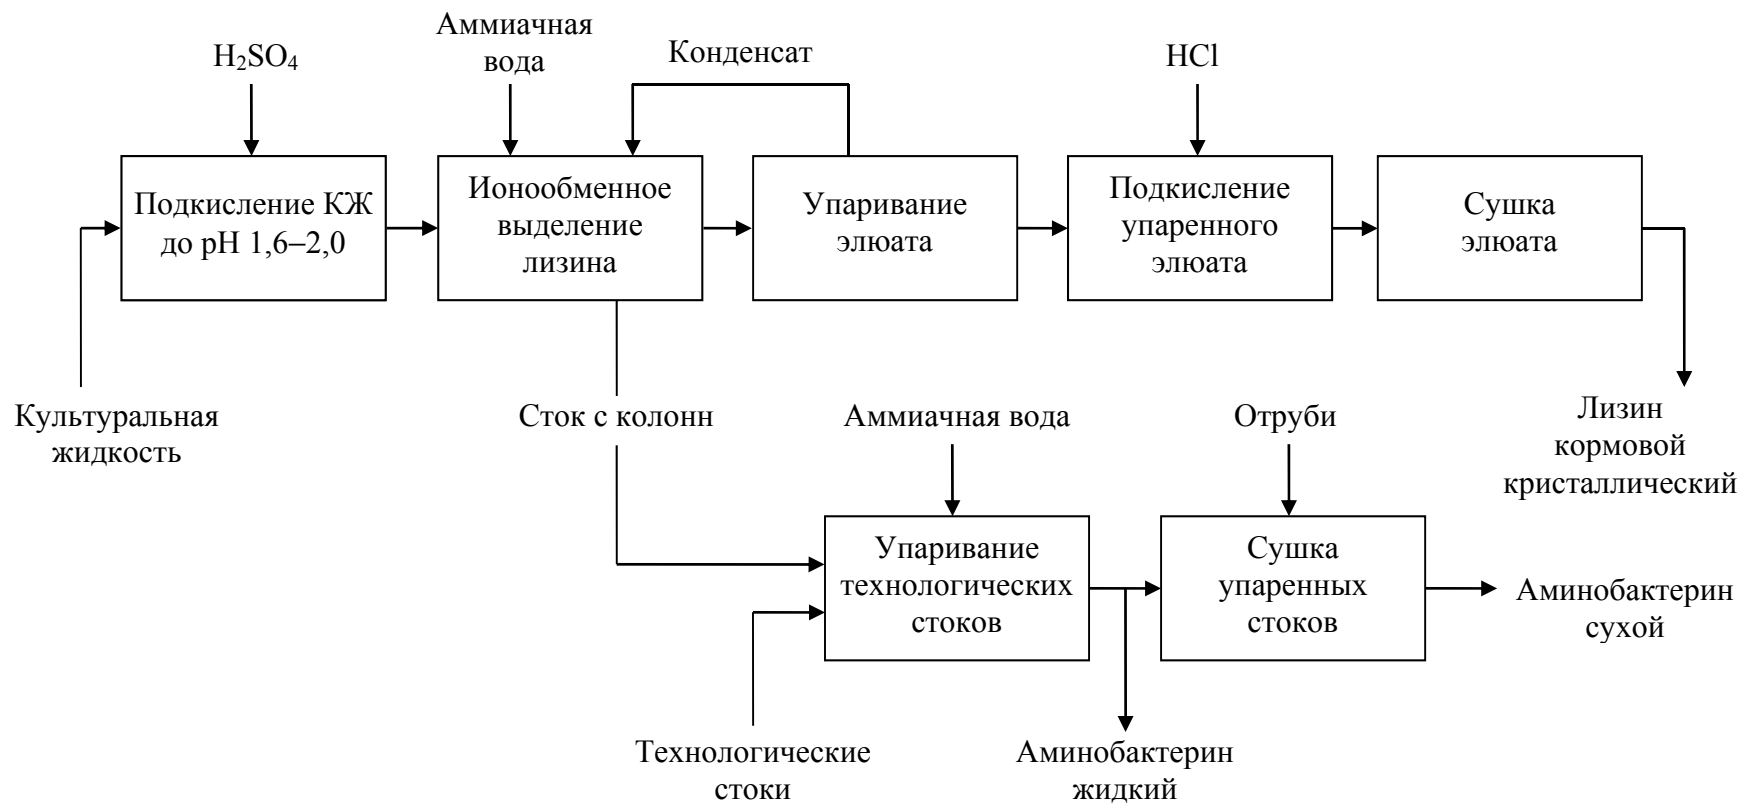 H₂SO₄
Аммиачная
вода
Конденсат
HCl
Подкисление КЖ
до рН 1,6–2,0
Ионообменное
выделение
лизина
Упаривание
элюата
Подкисление
упаренного
элюата
Сушка
элюата
Культуральная
жидкость
Сток с колонн
Аммиачная вода
Отруби
Лизин
кормовой
кристаллический
Упаривание
технологических
стоков
Сушка
упаренных
стоков
Аминобактерин
сухой
Технологические
стоки
Аминобактерин
жидкий